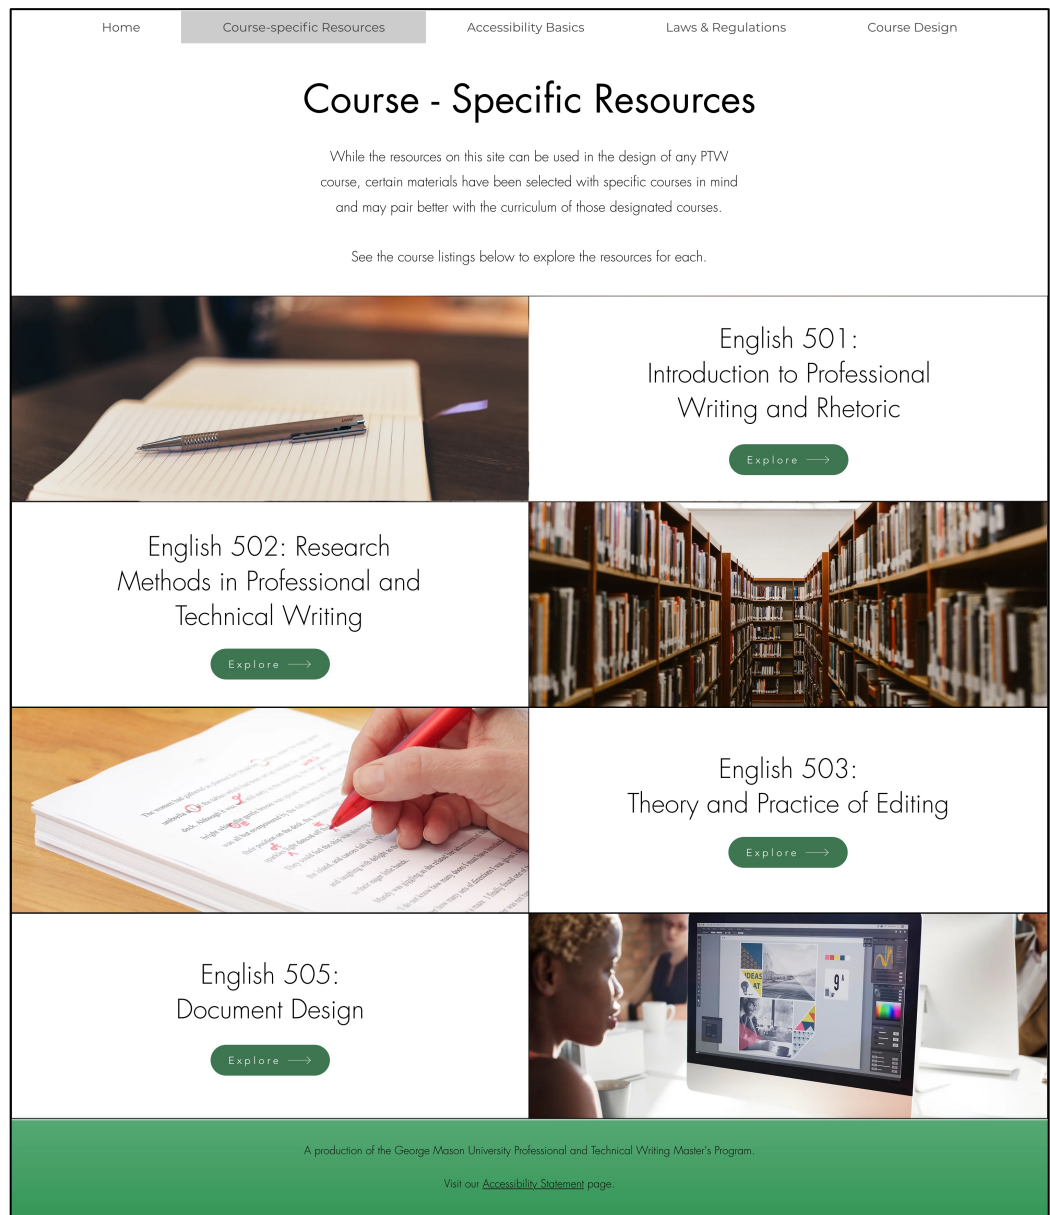 Home
Course-specific Resources
Accessibility Basics
Laws & Regulations
Course Design
Course - Specific Resources
While the resources on this site can be used in the design of any PTW
course, certain materials have been selected with specific courses in mind
and may pair better with the curriculum of those designated courses.
See the course listings below to explore the resources for each.
English 501:
Introduction to Professional
Writing and Rhetoric
Explore
English 502: Research
Methods in Professional and
Technical Writing
Explore
English 503:
Theory and Practice of Editing
Explore
English 505:
Document Design
Explore
IDEAS
9
A production of the George Mason University Professional and Technical Writing Master's Program.
Visit our Accessibility Statement page.